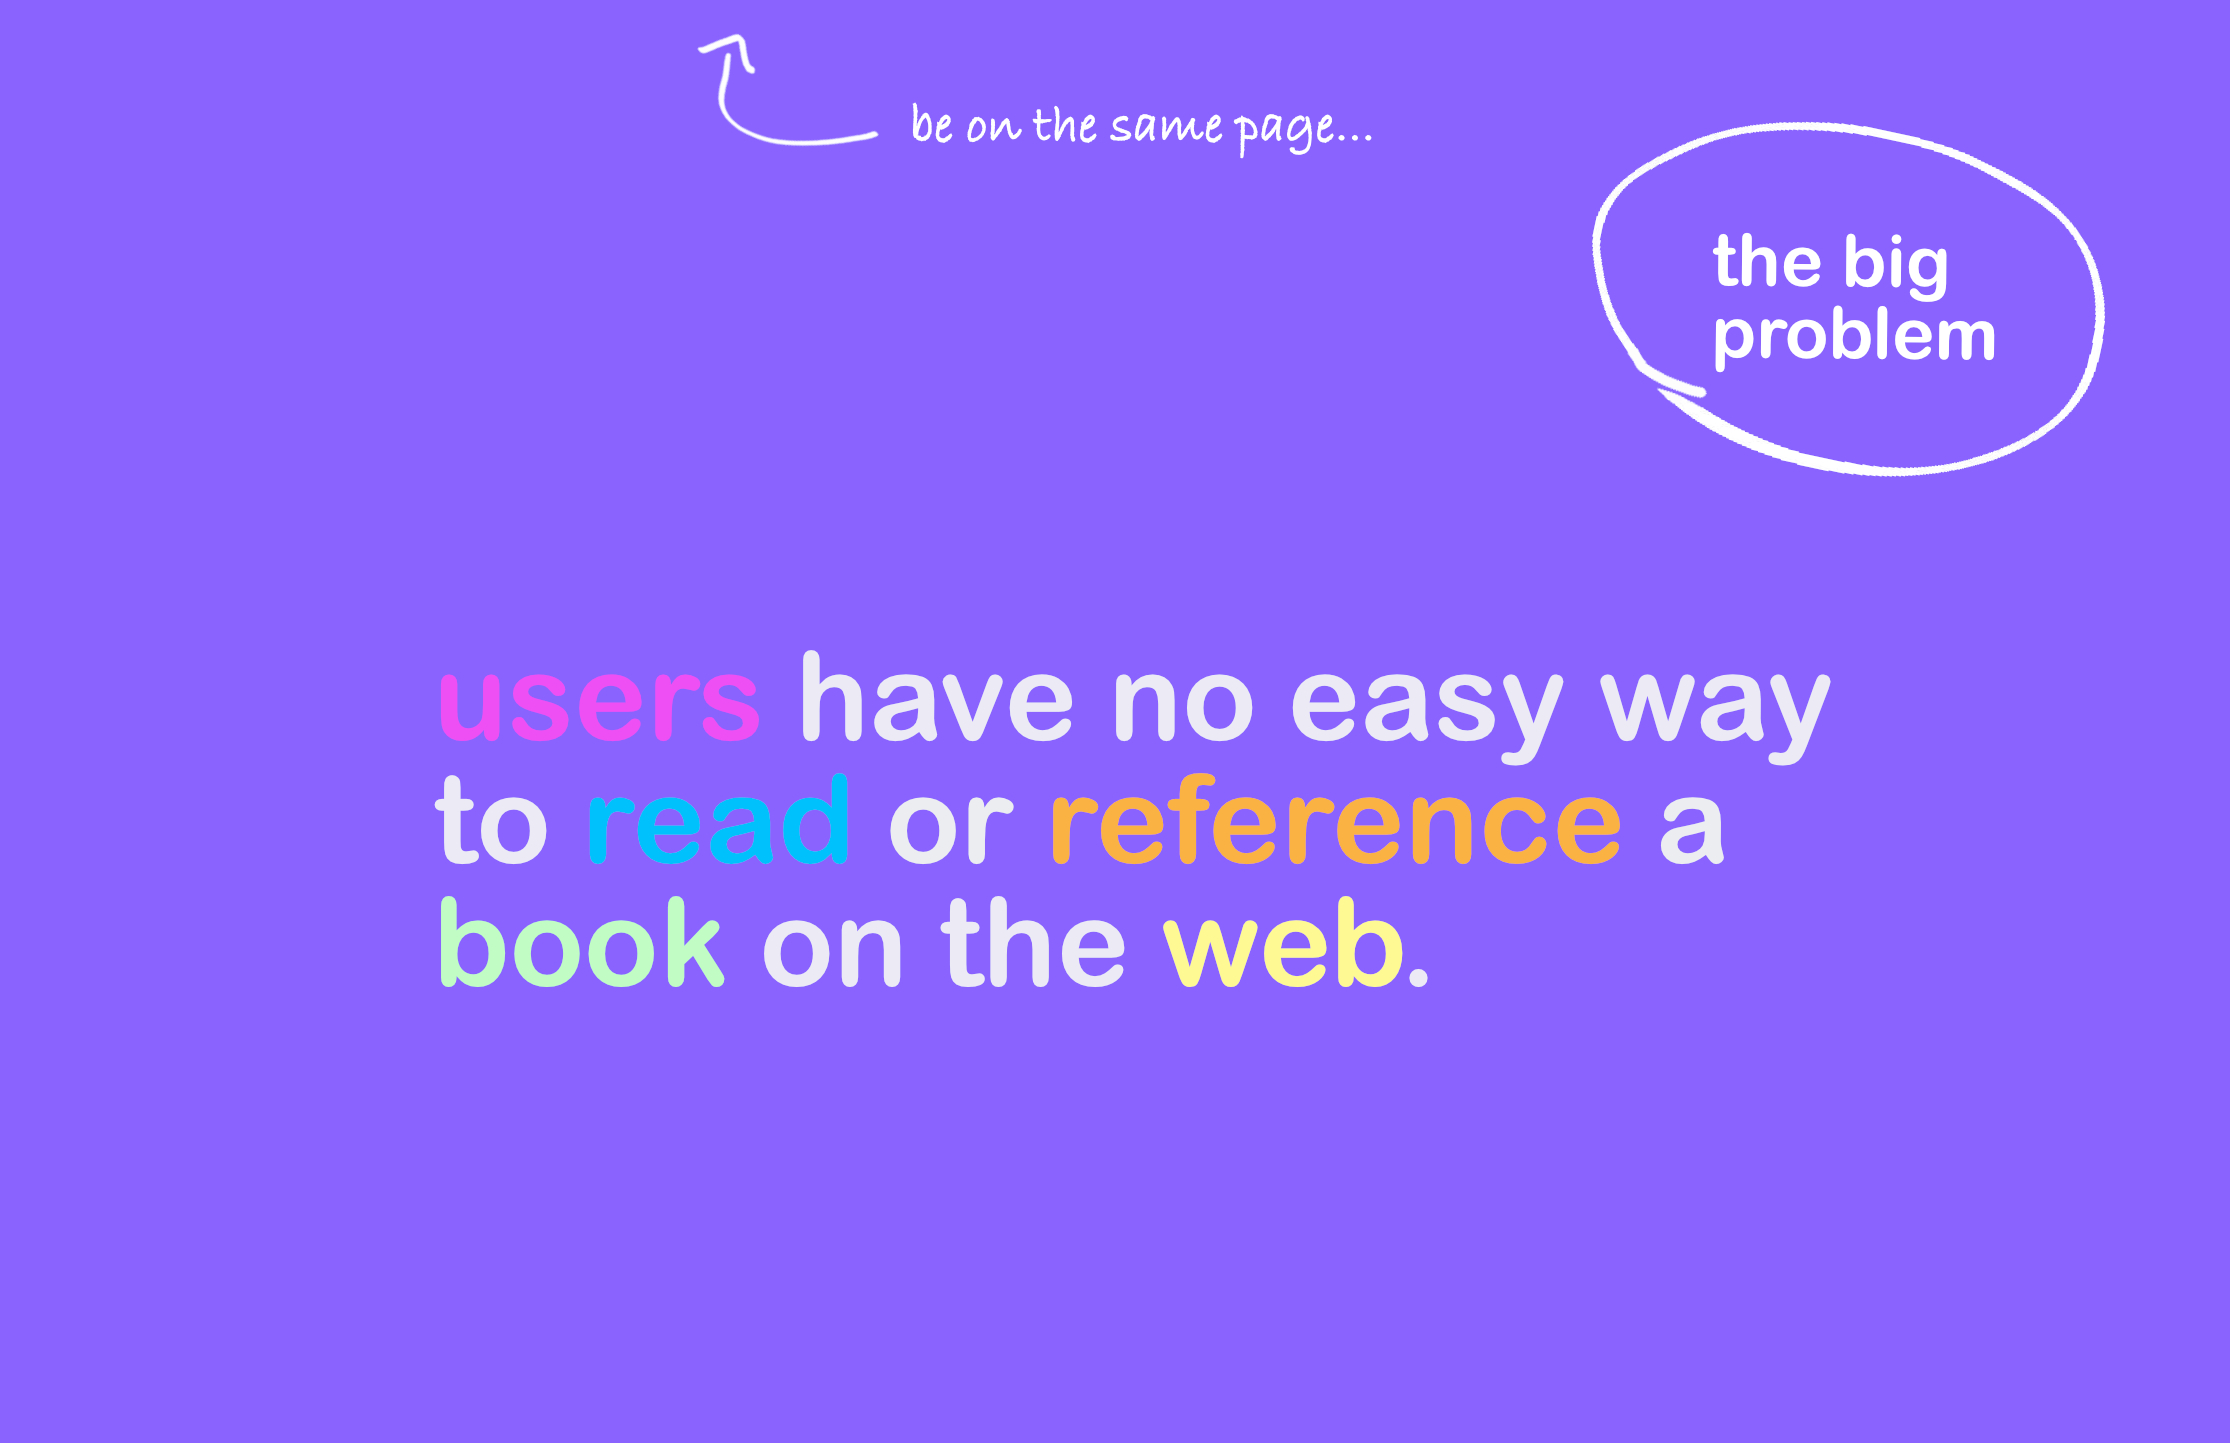 be on the same page...
the big
problem
users have no easy way
to read or reference a
book on the web.